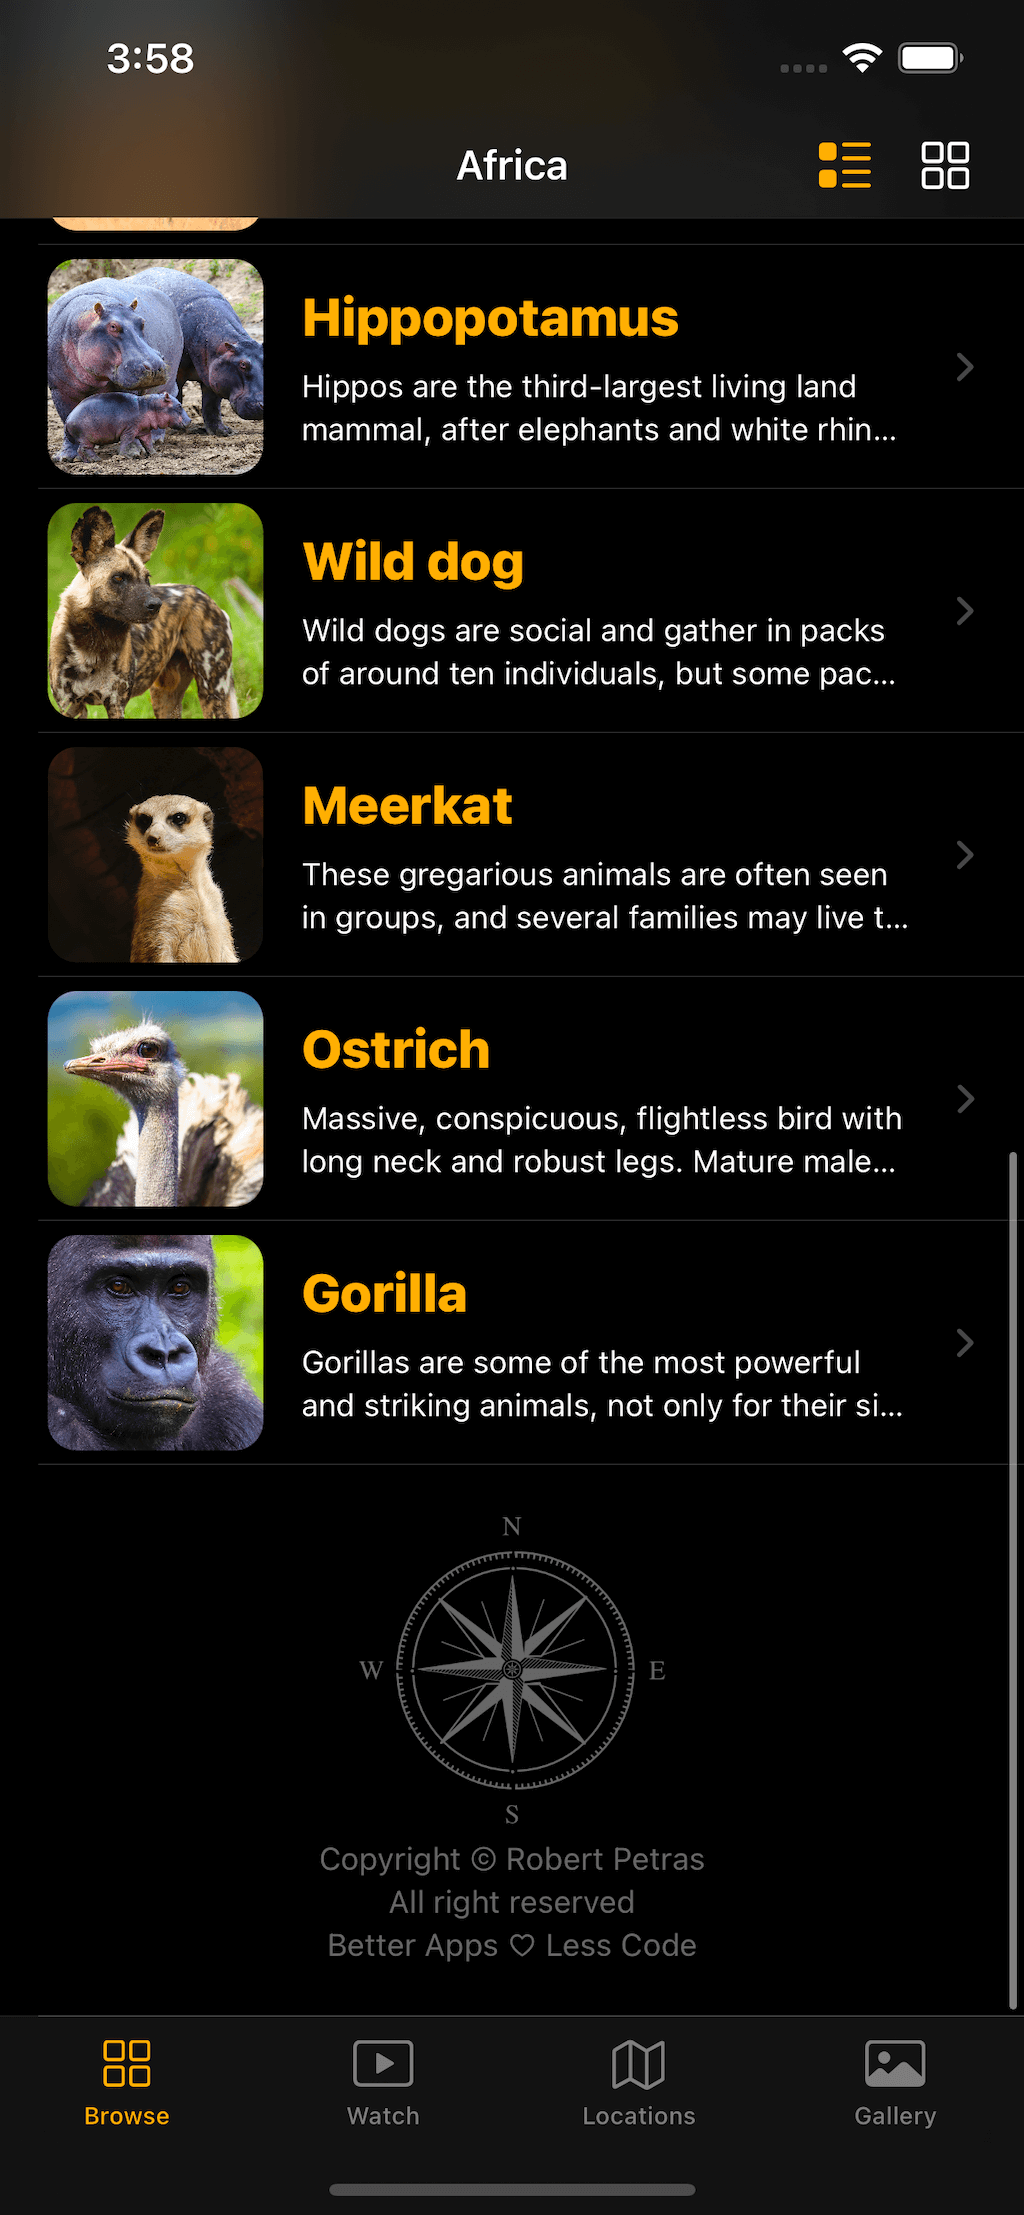 3:58
Africa
Hippopotamus
Hippos are the third-largest living land
mammal, after elephants and white rhin...
Wild dog
Wild dogs are social and gather in packs
of around ten individuals, but some pac...
Meerkat
These gregarious animals are often seen
in groups, and several families may live t...
Ostrich
Massive, conspicuous, flightless bird with
long neck and robust legs. Mature male...
Gorilla
Gorillas are some of the most powerful
and striking animals, not only for their si...
N
W E
S
Copyright © Robert Petras
All right reserved
Better Apps ♡ Less Code
Browse Watch Locations Gallery